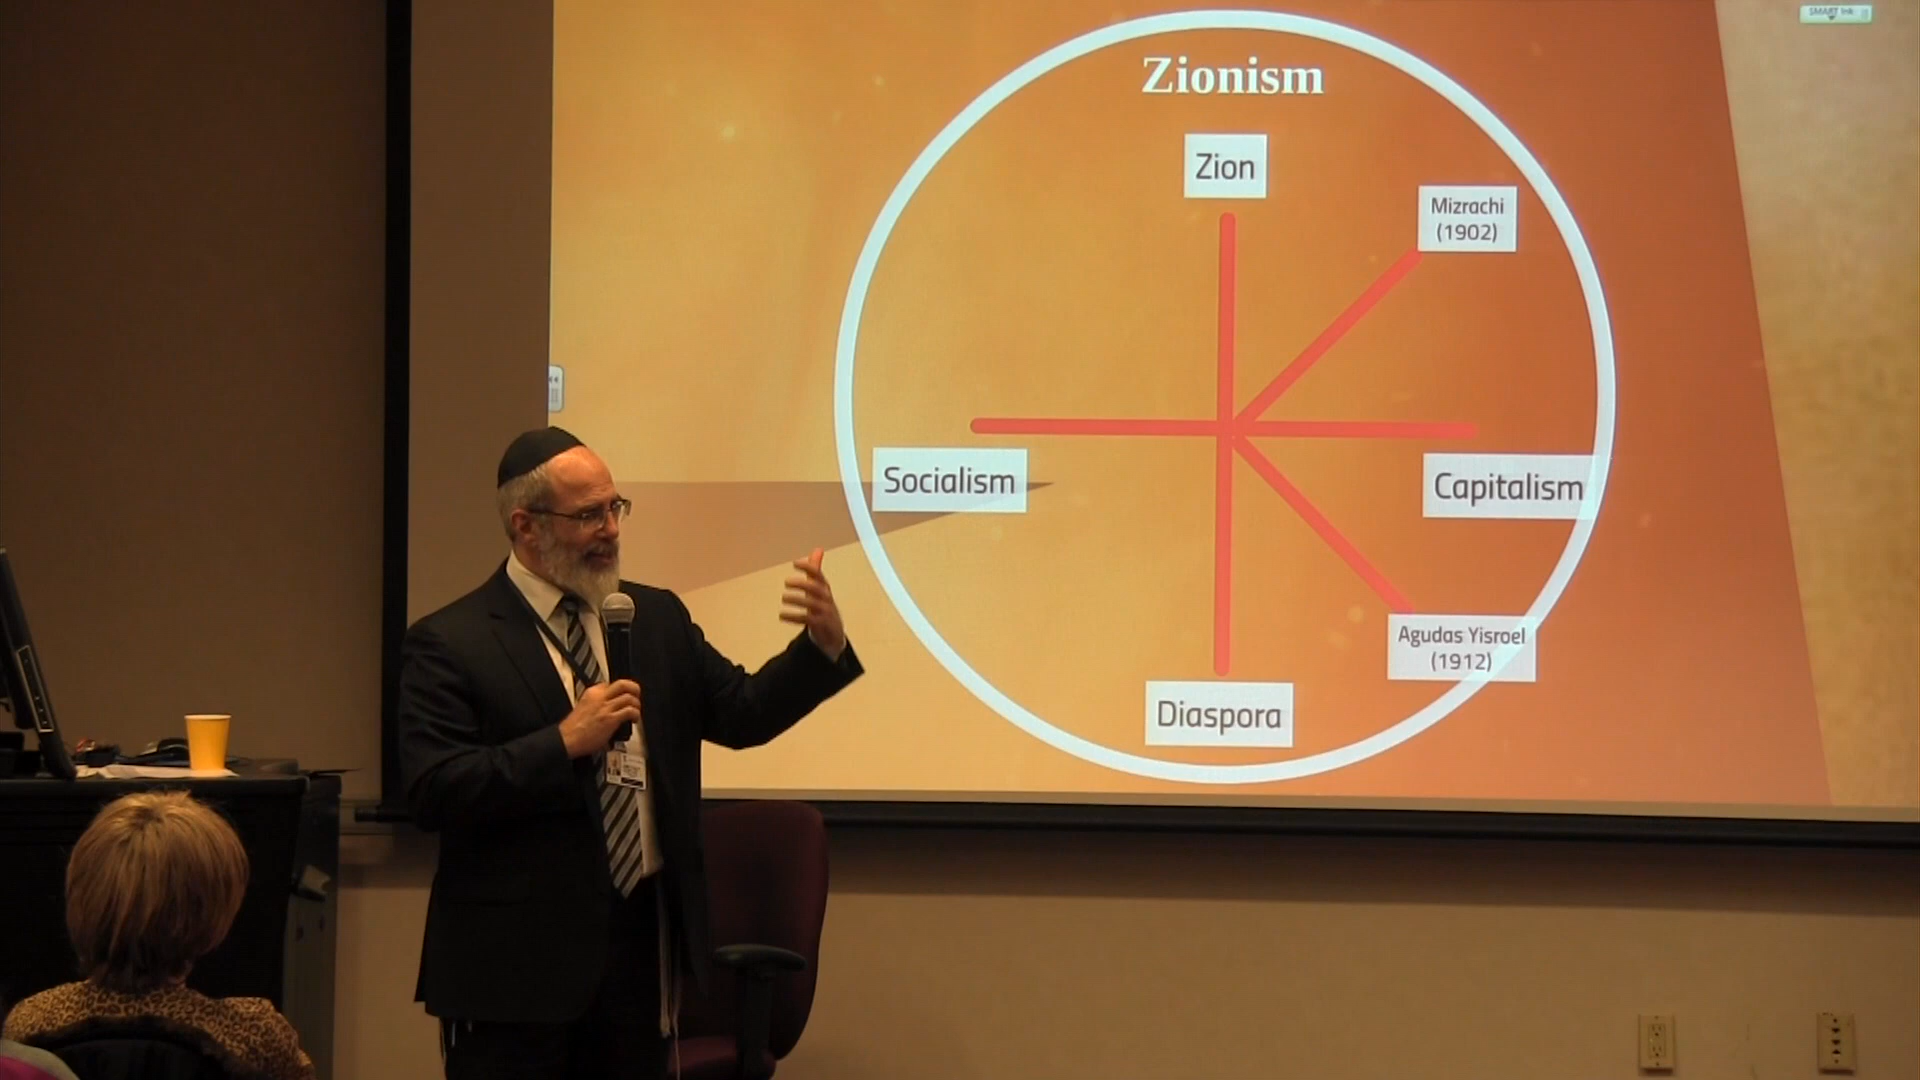 SMART Ink
Zionism
Zion
Mizrachi
(1902)
Socialism
Capitalism
Agudas Yisroel
(1912)
Diaspora